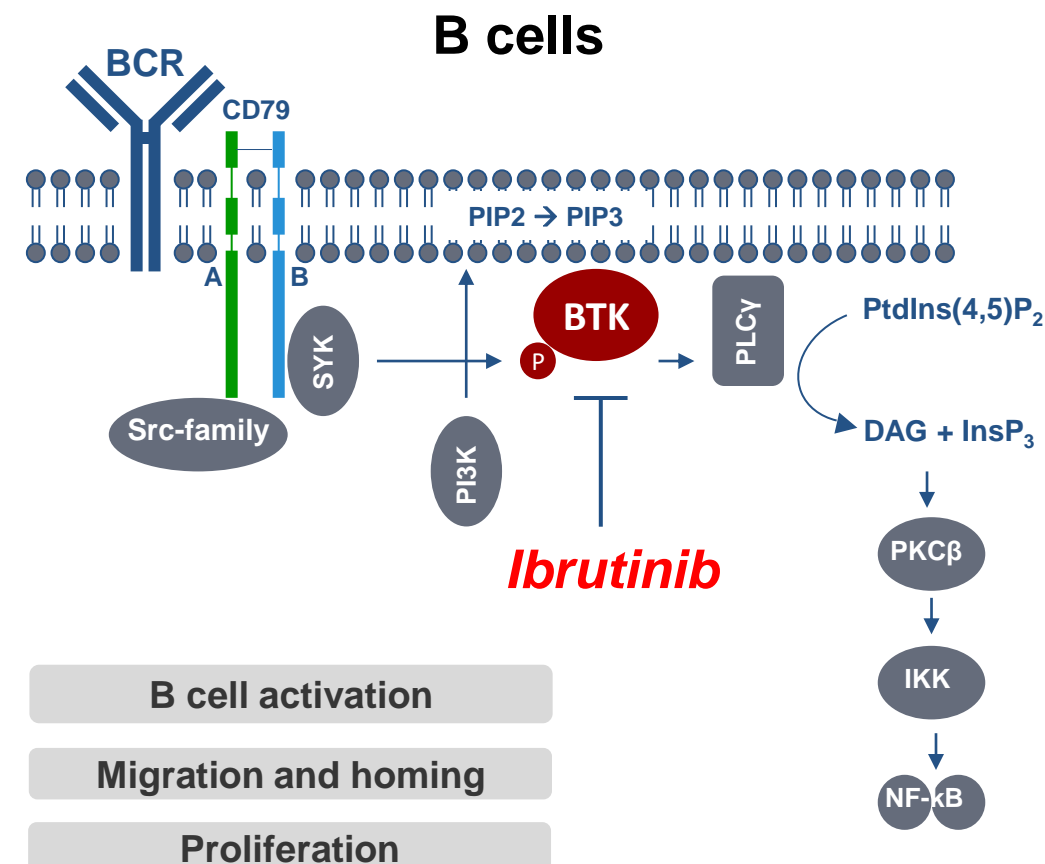 B cells
BCR
CD79
PIP2 → PIP3
A
B
BTK
P
SYK
PLCγ
PtdIns(4,5)P2
Src-family
PI3K
DAG + InsP3
Ibrutinib
PKCβ
IKK
NF-kB
B cell activation
Migration and homing
Proliferation